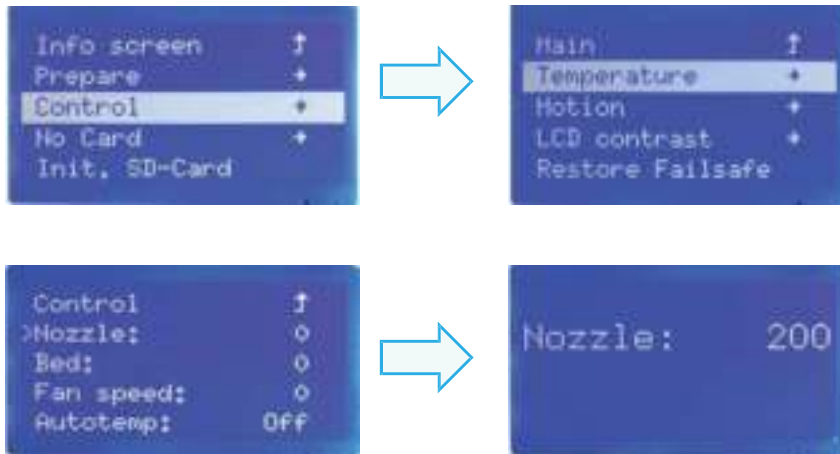 Info screen
Prepare
Control
No Card
Init. SD-Card
Main
Temperature
Motion
LCD contrast
Restore Failsafe
Control
>Nozzle: 0
Bed: 0
Fan speed: 0
Autotemp: Off
Nozzle: 200